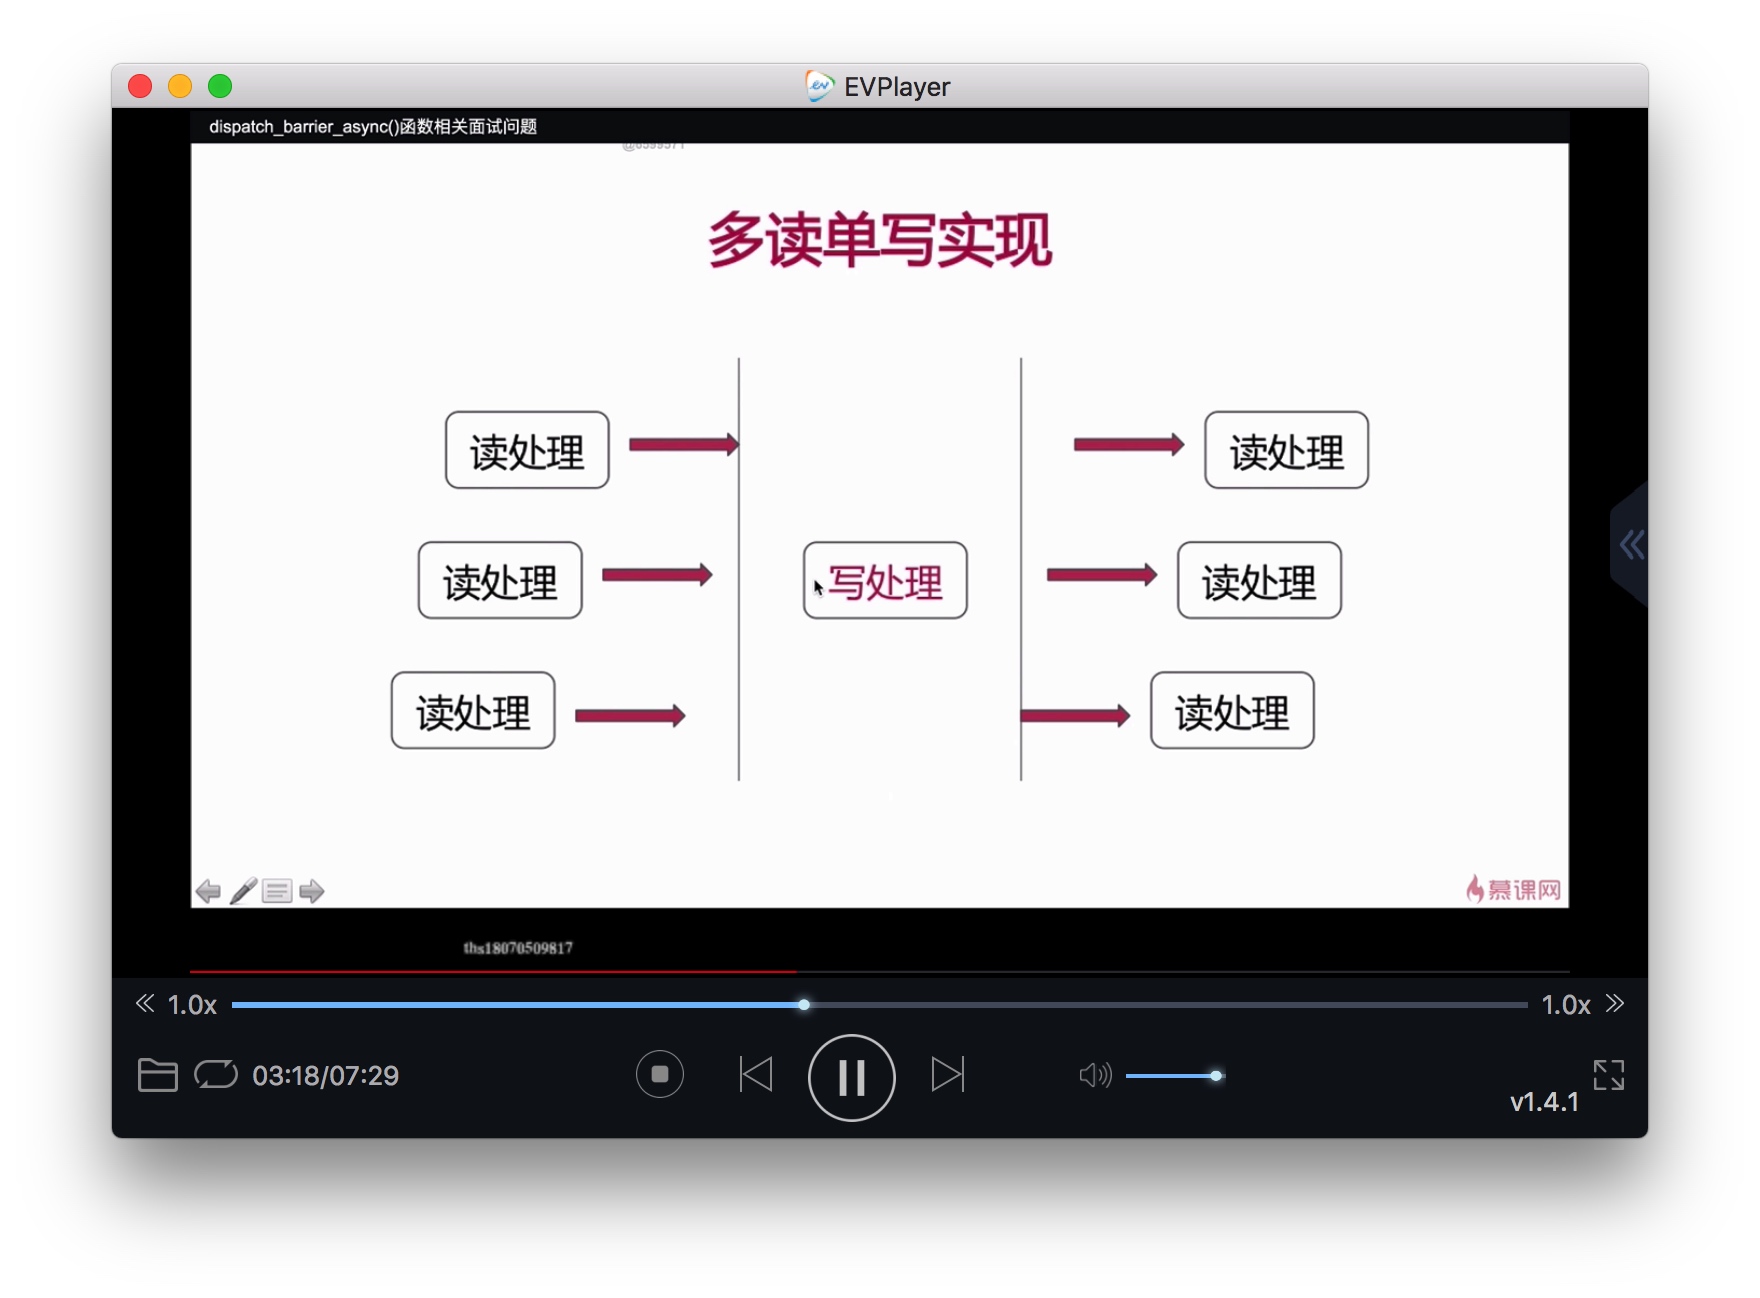 EVPlayer
dispatch_barrier_async()函数相关面试问题
@6599571
多读单写实现
读处理
读处理
读处理
写处理
读处理
读处理
读处理
慕课网
ths18070509817
1.0x
1.0x
03:18/07:29
v1.4.1